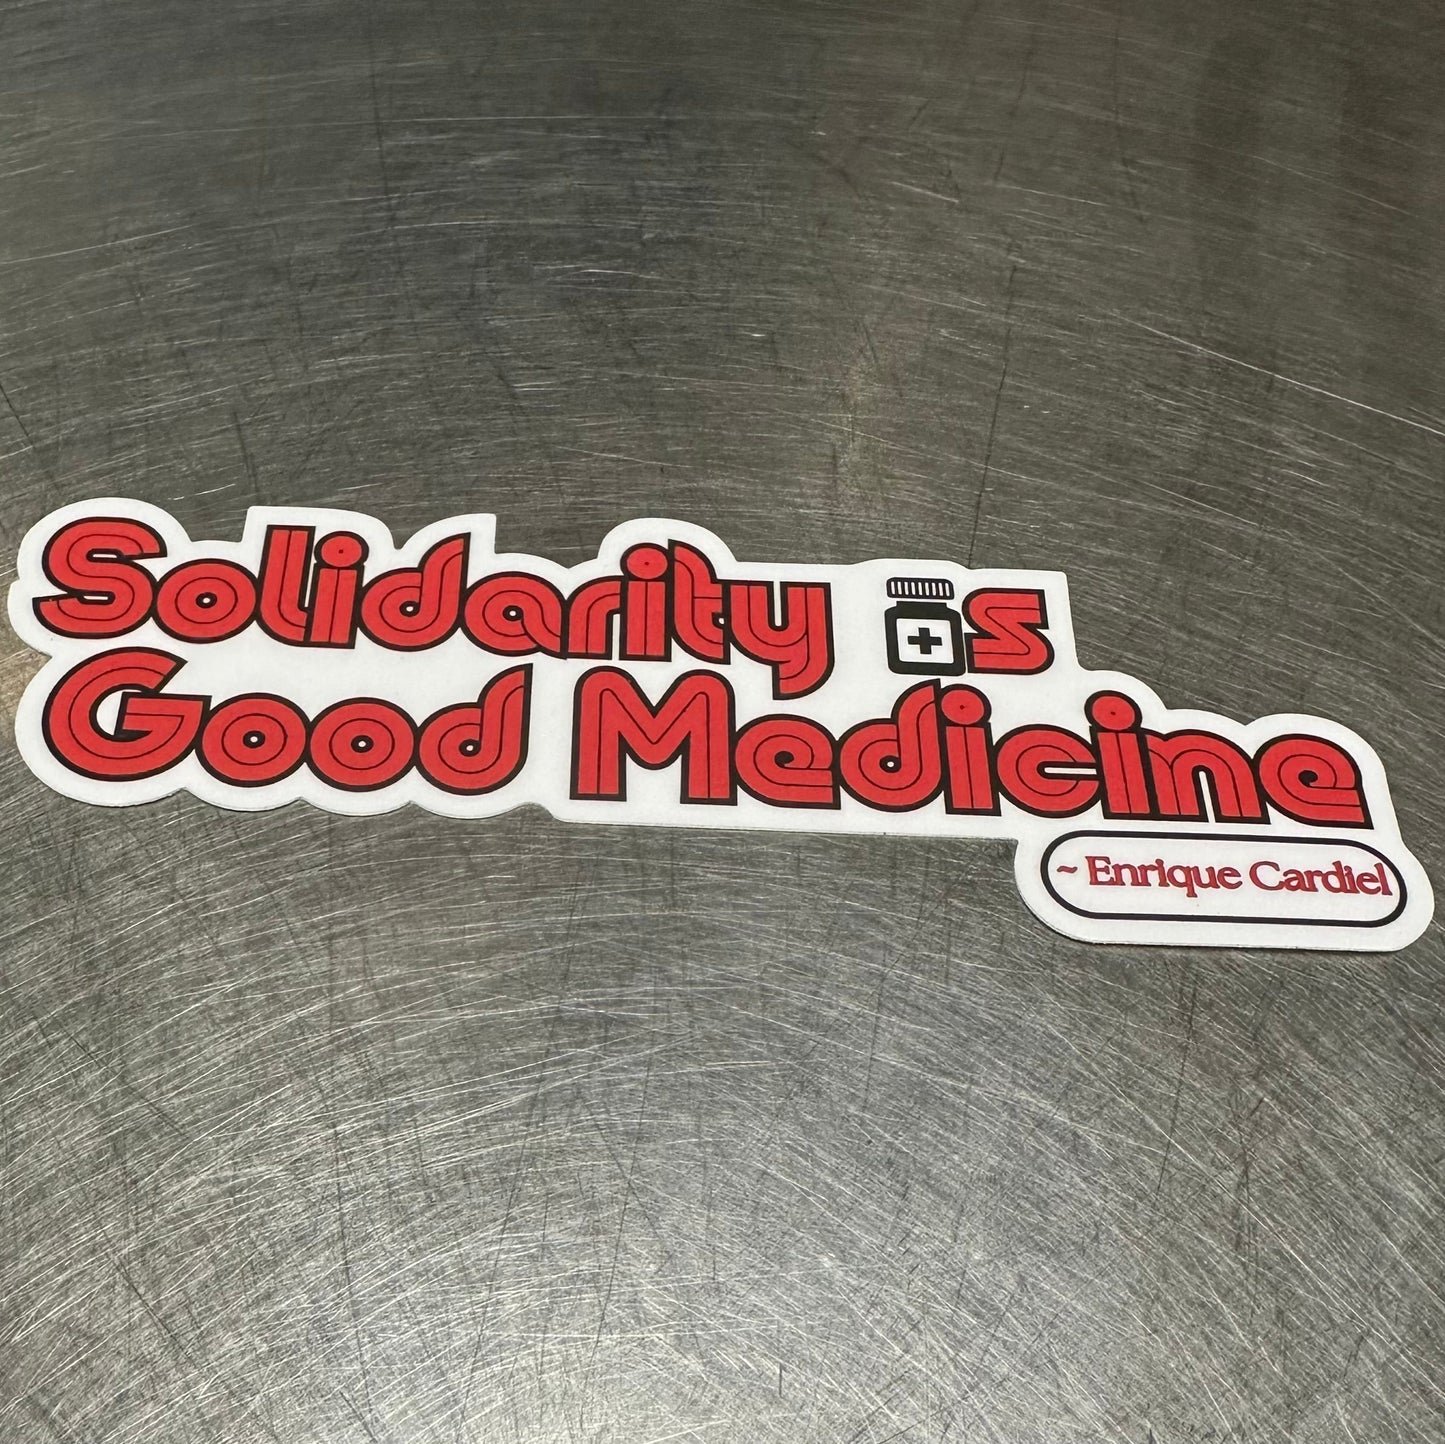 Solidarity is
Good Medicine
~ Enrique Cardiel